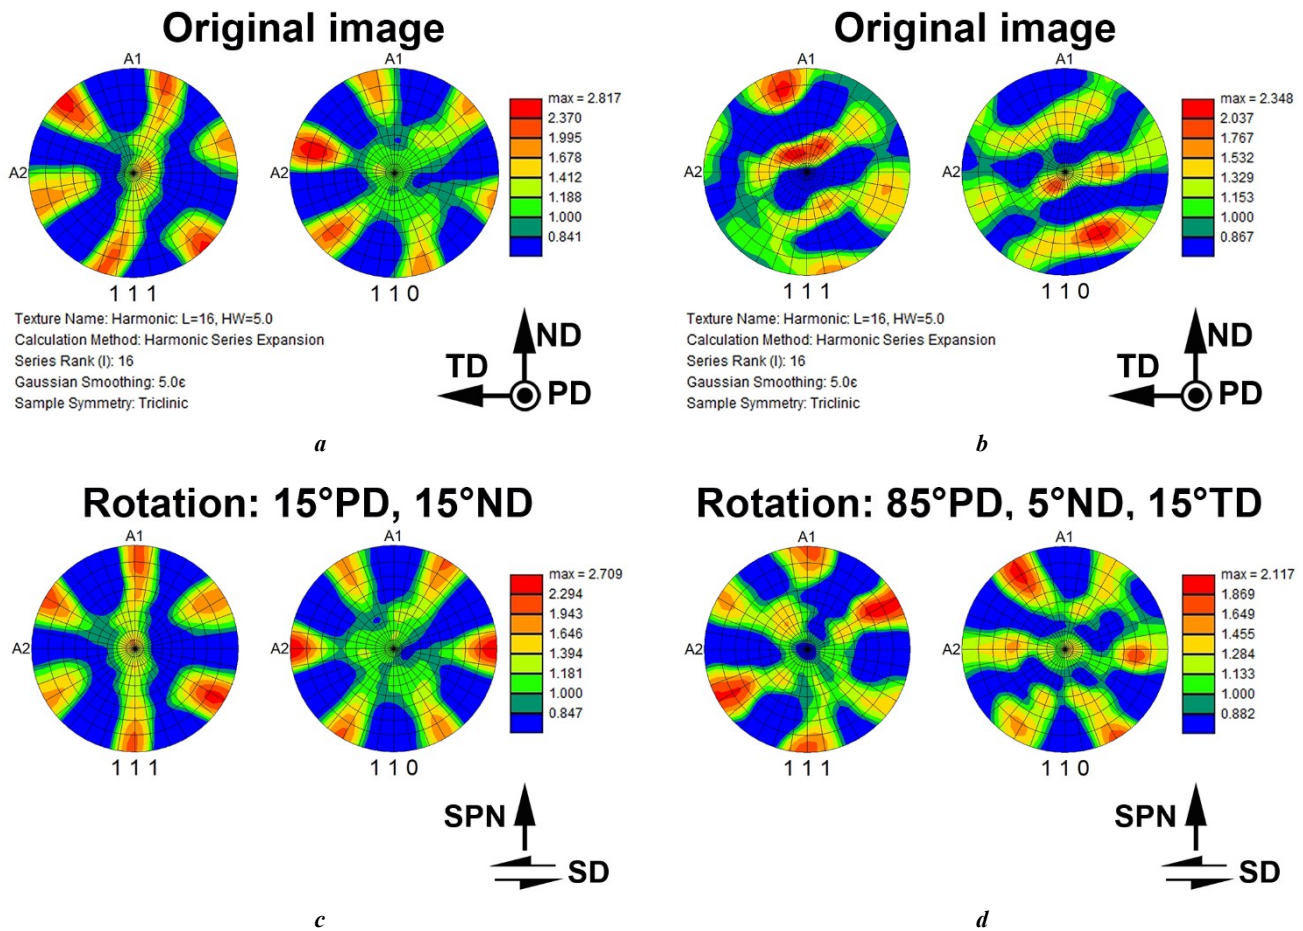 Original image
A1
A2
1 1 1
A1
1 1 0
max = 2.817
2.370
1.995
1.678
1.412
1.188
1.000
0.841
Texture Name: Harmonic: L=16, HW=5.0
Calculation Method: Harmonic Series Expansion
Series Rank (l): 16
Gaussian Smoothing: 5.0є
Sample Symmetry: Triclinic
ND
TD
PD
a
Original image
A1
A2
1 1 1
A1
A2
1 1 0
max = 2.348
2.037
1.767
1.532
1.329
1.153
1.000
0.867
Texture Name: Harmonic: L=16, HW=5.0
Calculation Method: Harmonic Series Expansion
Series Rank (l): 16
Gaussian Smoothing: 5.0є
Sample Symmetry: Triclinic
ND
TD
PD
b
Rotation: 15°PD, 15°ND
A1
A2
1 1 1
A1
A2
1 1 0
max = 2.709
2.294
1.943
1.646
1.394
1.181
1.000
0.847
SPN
SD
c
Rotation: 85°PD, 5°ND, 15°TD
A1
A2
1 1 1
A1
A2
1 1 0
max = 2.117
1.869
1.649
1.455
1.284
1.133
1.000
0.882
SPN
SD
d